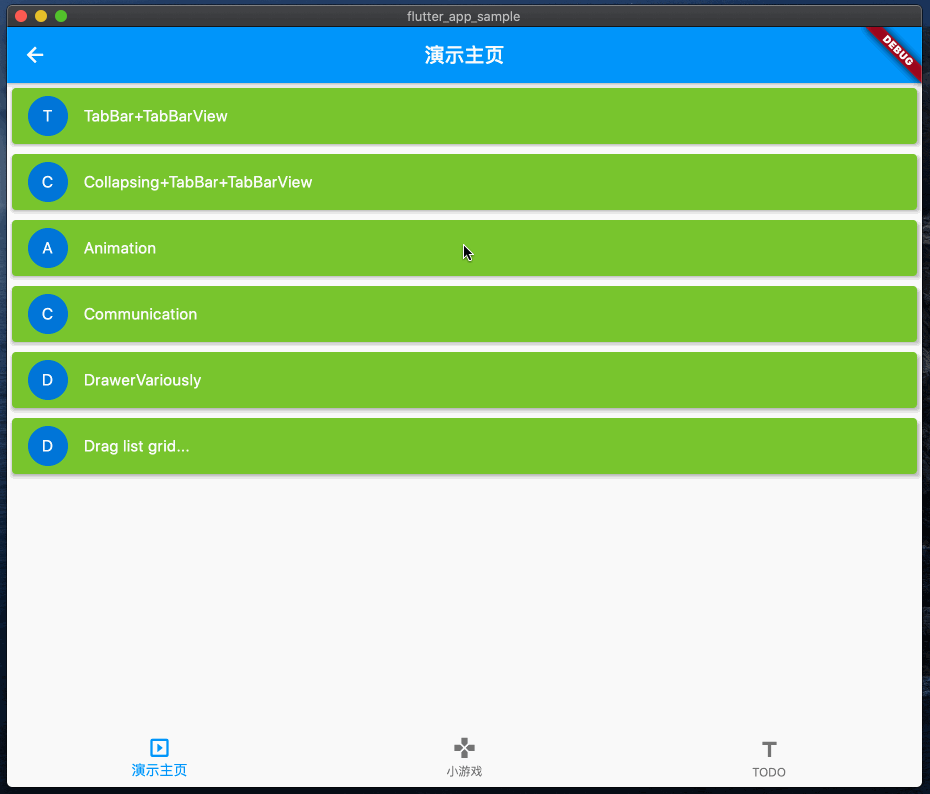 flutter_app_sample
演示主页
DEBUG
T TabBar+TabBarView
C Collapsing+TabBar+TabBarView
A Animation
C Communication
D DrawerVariously
D Drag list grid...
演示主页
小游戏
TODO